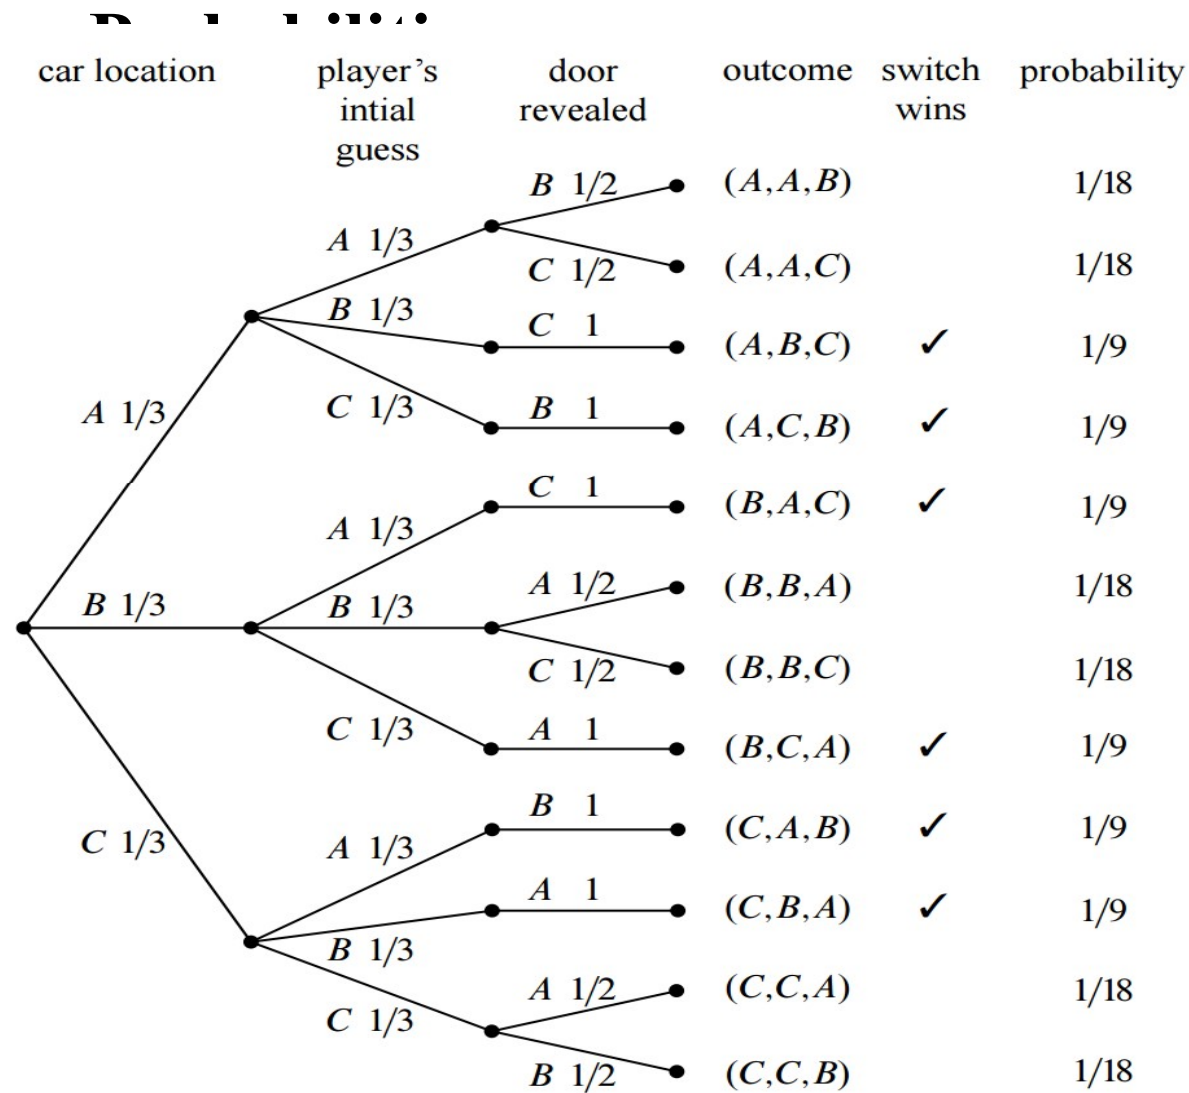 car location player's intial guess door revealed outcome switch wins probability
B 1/2 (A,A,B) 1/18
A 1/3
C 1/2 (A,A,C) 1/18
B 1/3 C 1 (A,B,C) ✓ 1/9
A 1/3 C 1/3 B 1 (A,C,B) ✓ 1/9
C 1 (B,A,C) ✓ 1/9
A 1/3
A 1/2 (B,B,A) 1/18
B 1/3 B 1/3
C 1/2 (B,B,C) 1/18
C 1/3 A 1 (B,C,A) ✓ 1/9
B 1 (C,A,B) ✓ 1/9
C 1/3 A 1/3
A 1 (C,B,A) ✓ 1/9
B 1/3
A 1/2 (C,C,A) 1/18
C 1/3
B 1/2 (C,C,B) 1/18